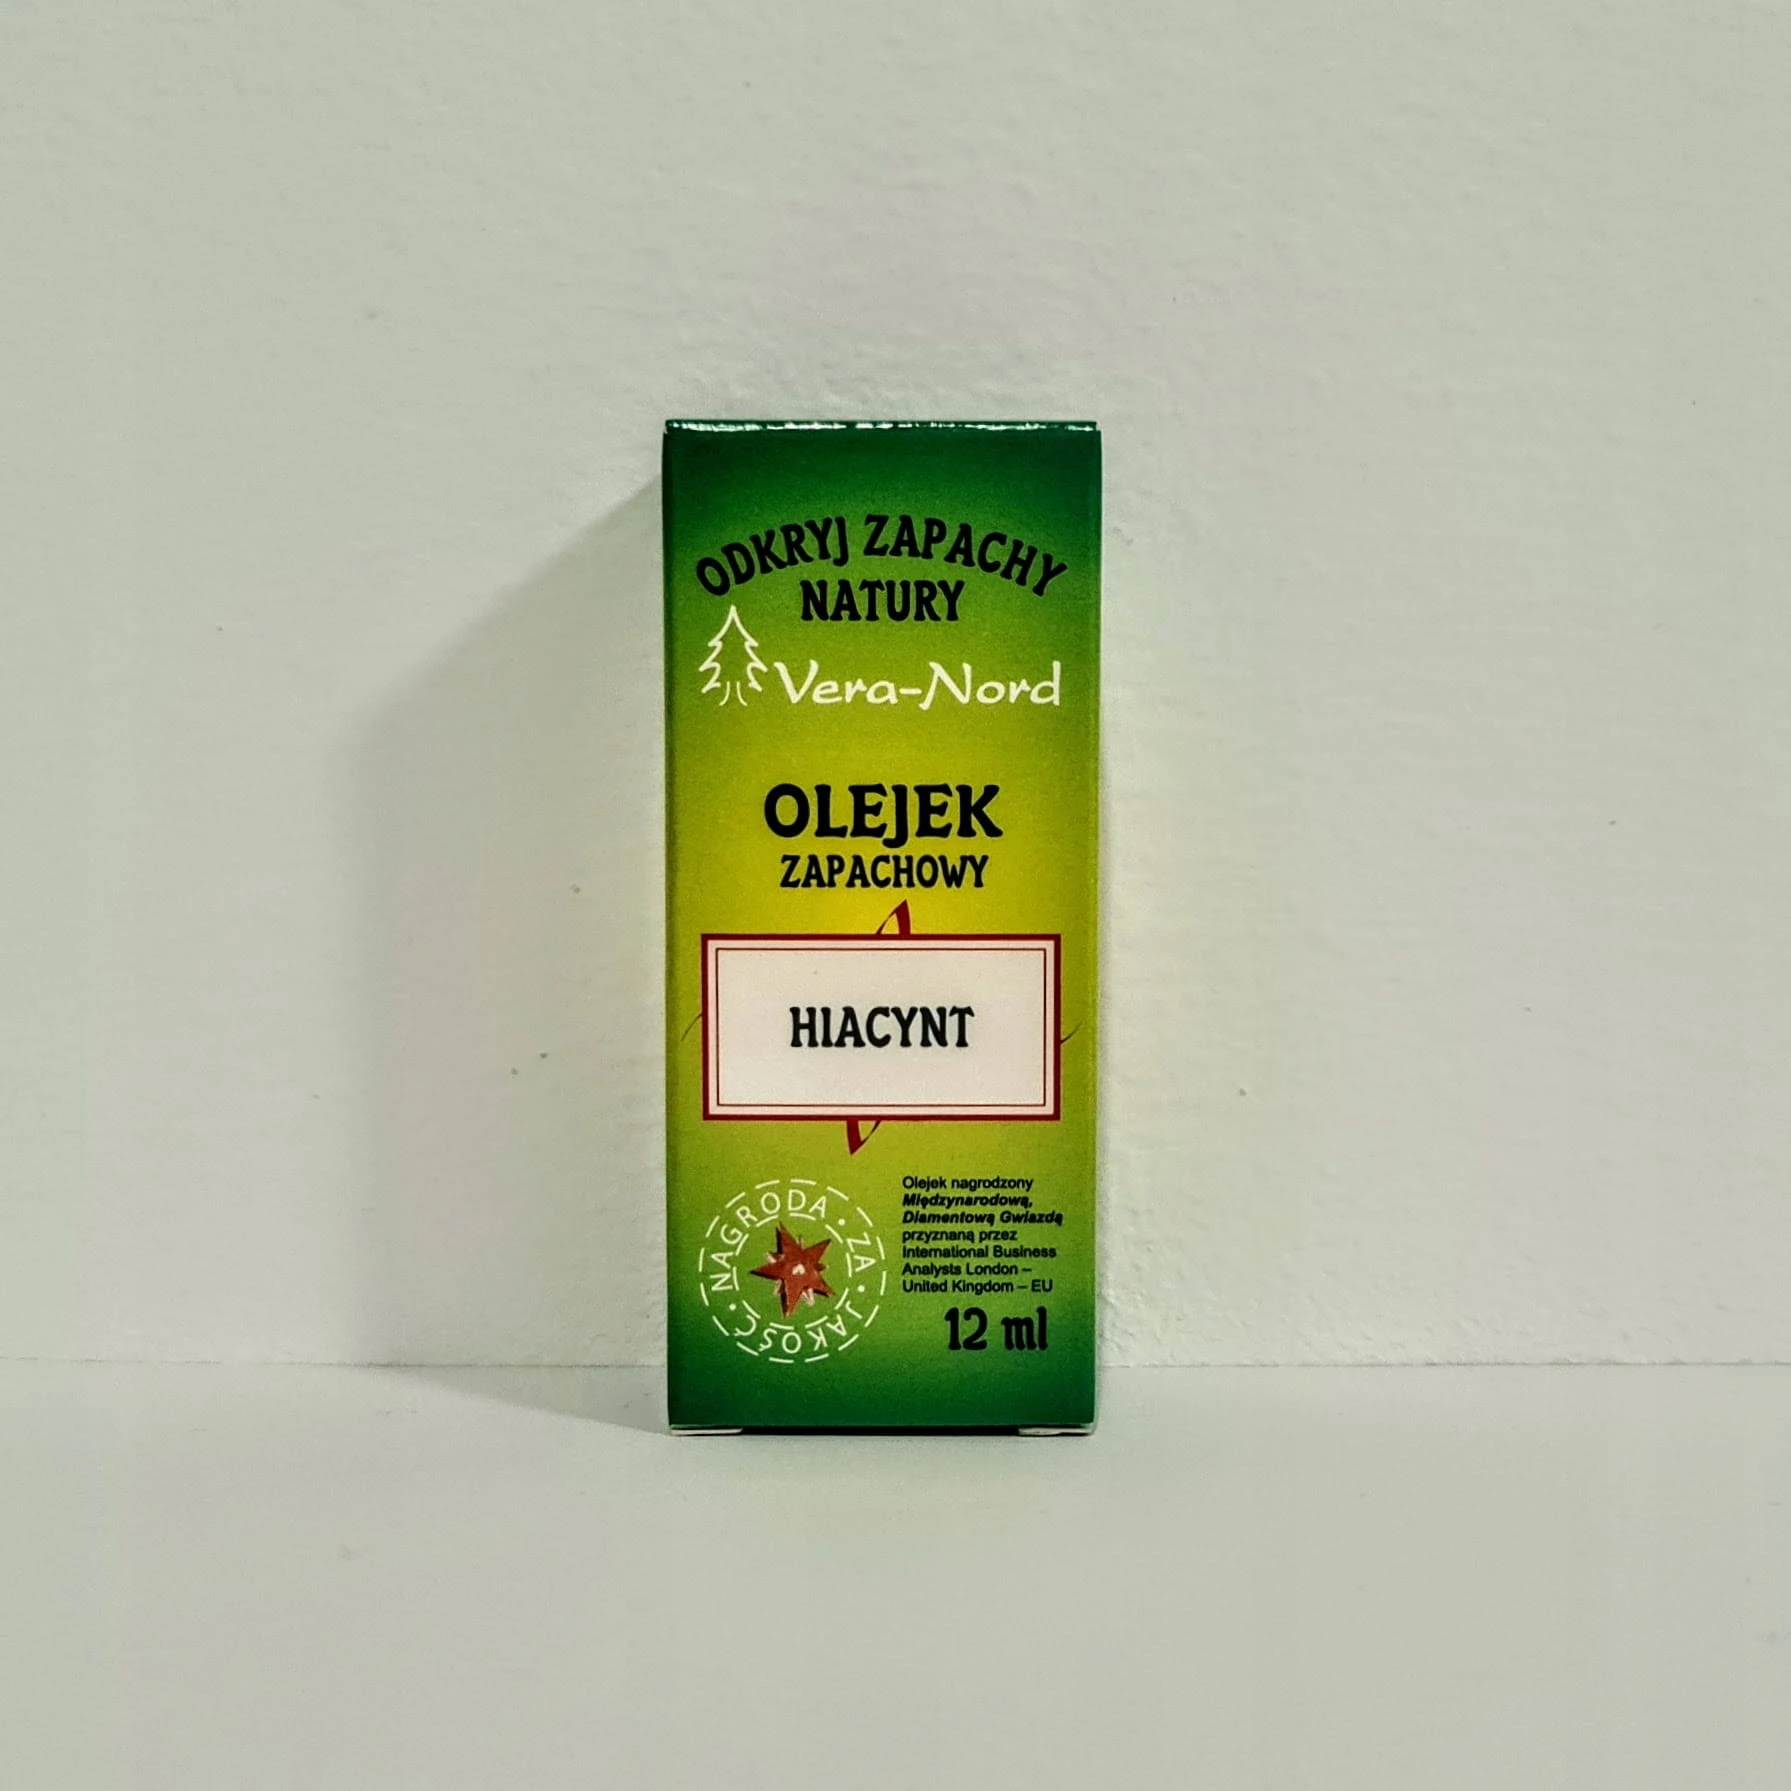 ODKRYJ ZAPACHY
NATURY
Vera-Nord
OLEJEK
ZAPACHOWY
HIACYNT
NAGRODA · ZA · JAKOŚĆ ·
Olejek nagrodzony
Międzynarodową,
Diamentową Gwiazdą
przyznaną przez
International Business
Analysts London –
United Kingdom – EU
12 ml